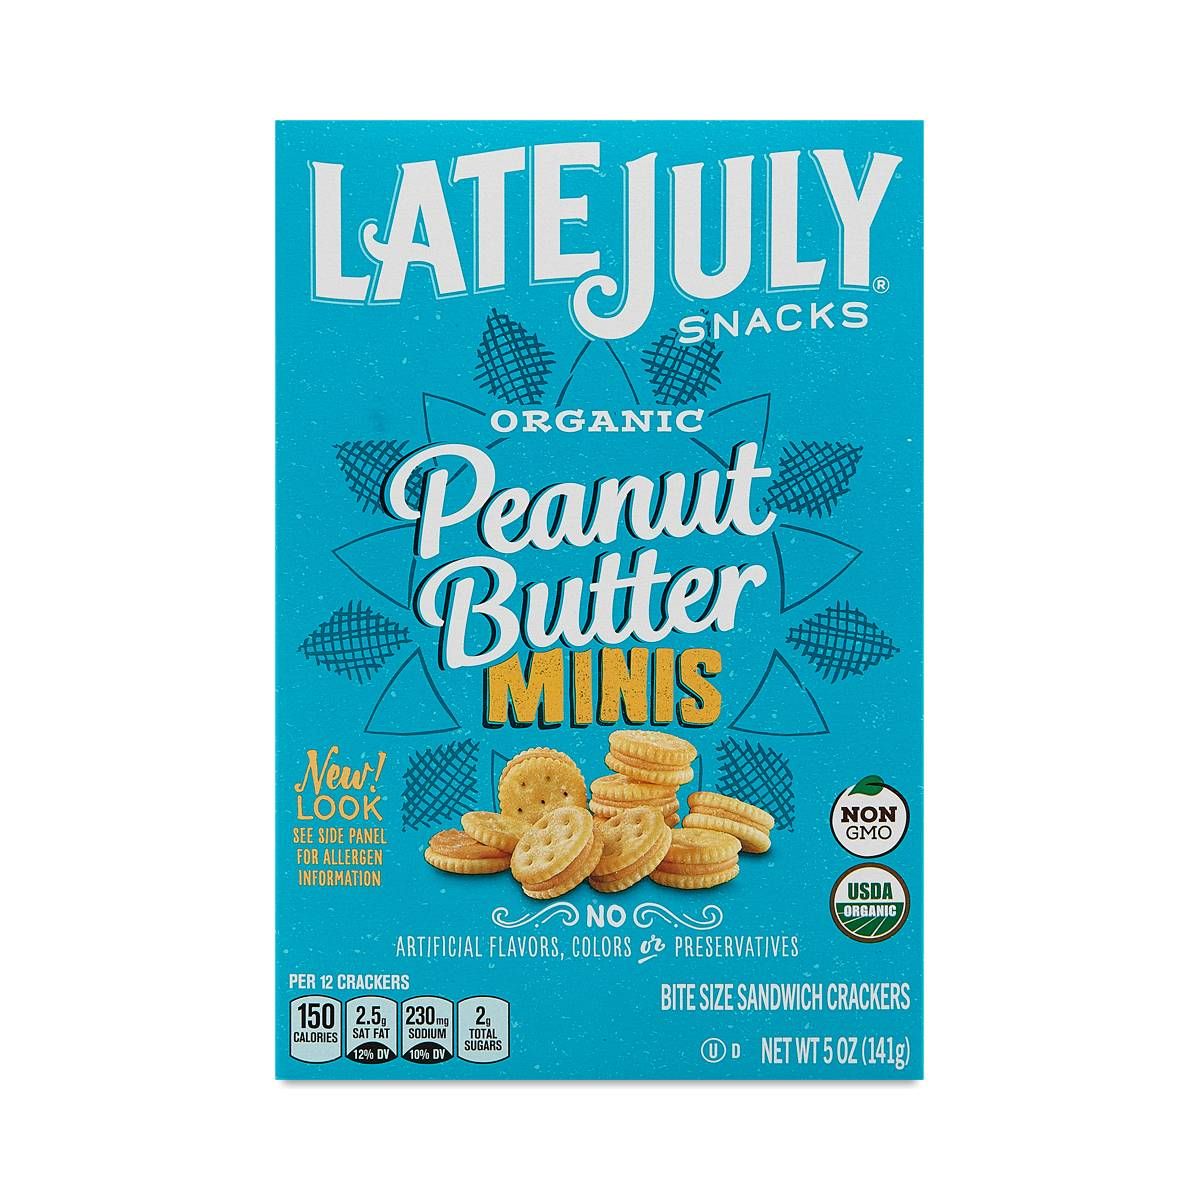 LATE JULY®
SNACKS
ORGANIC
Peanut
Butter
MINIS
New!
LOOK
SEE SIDE PANEL
FOR ALLERGEN
INFORMATION
NON
GMO
USDA
ORGANIC
NO
ARTIFICIAL FLAVORS, COLORS or PRESERVATIVES
PER 12 CRACKERS
150
CALORIES
2.5g
SAT FAT
12% DV
230mg
SODIUM
10% DV
2g
TOTAL
SUGARS
BITE SIZE SANDWICH CRACKERS
U D NET WT 5 OZ (141g)